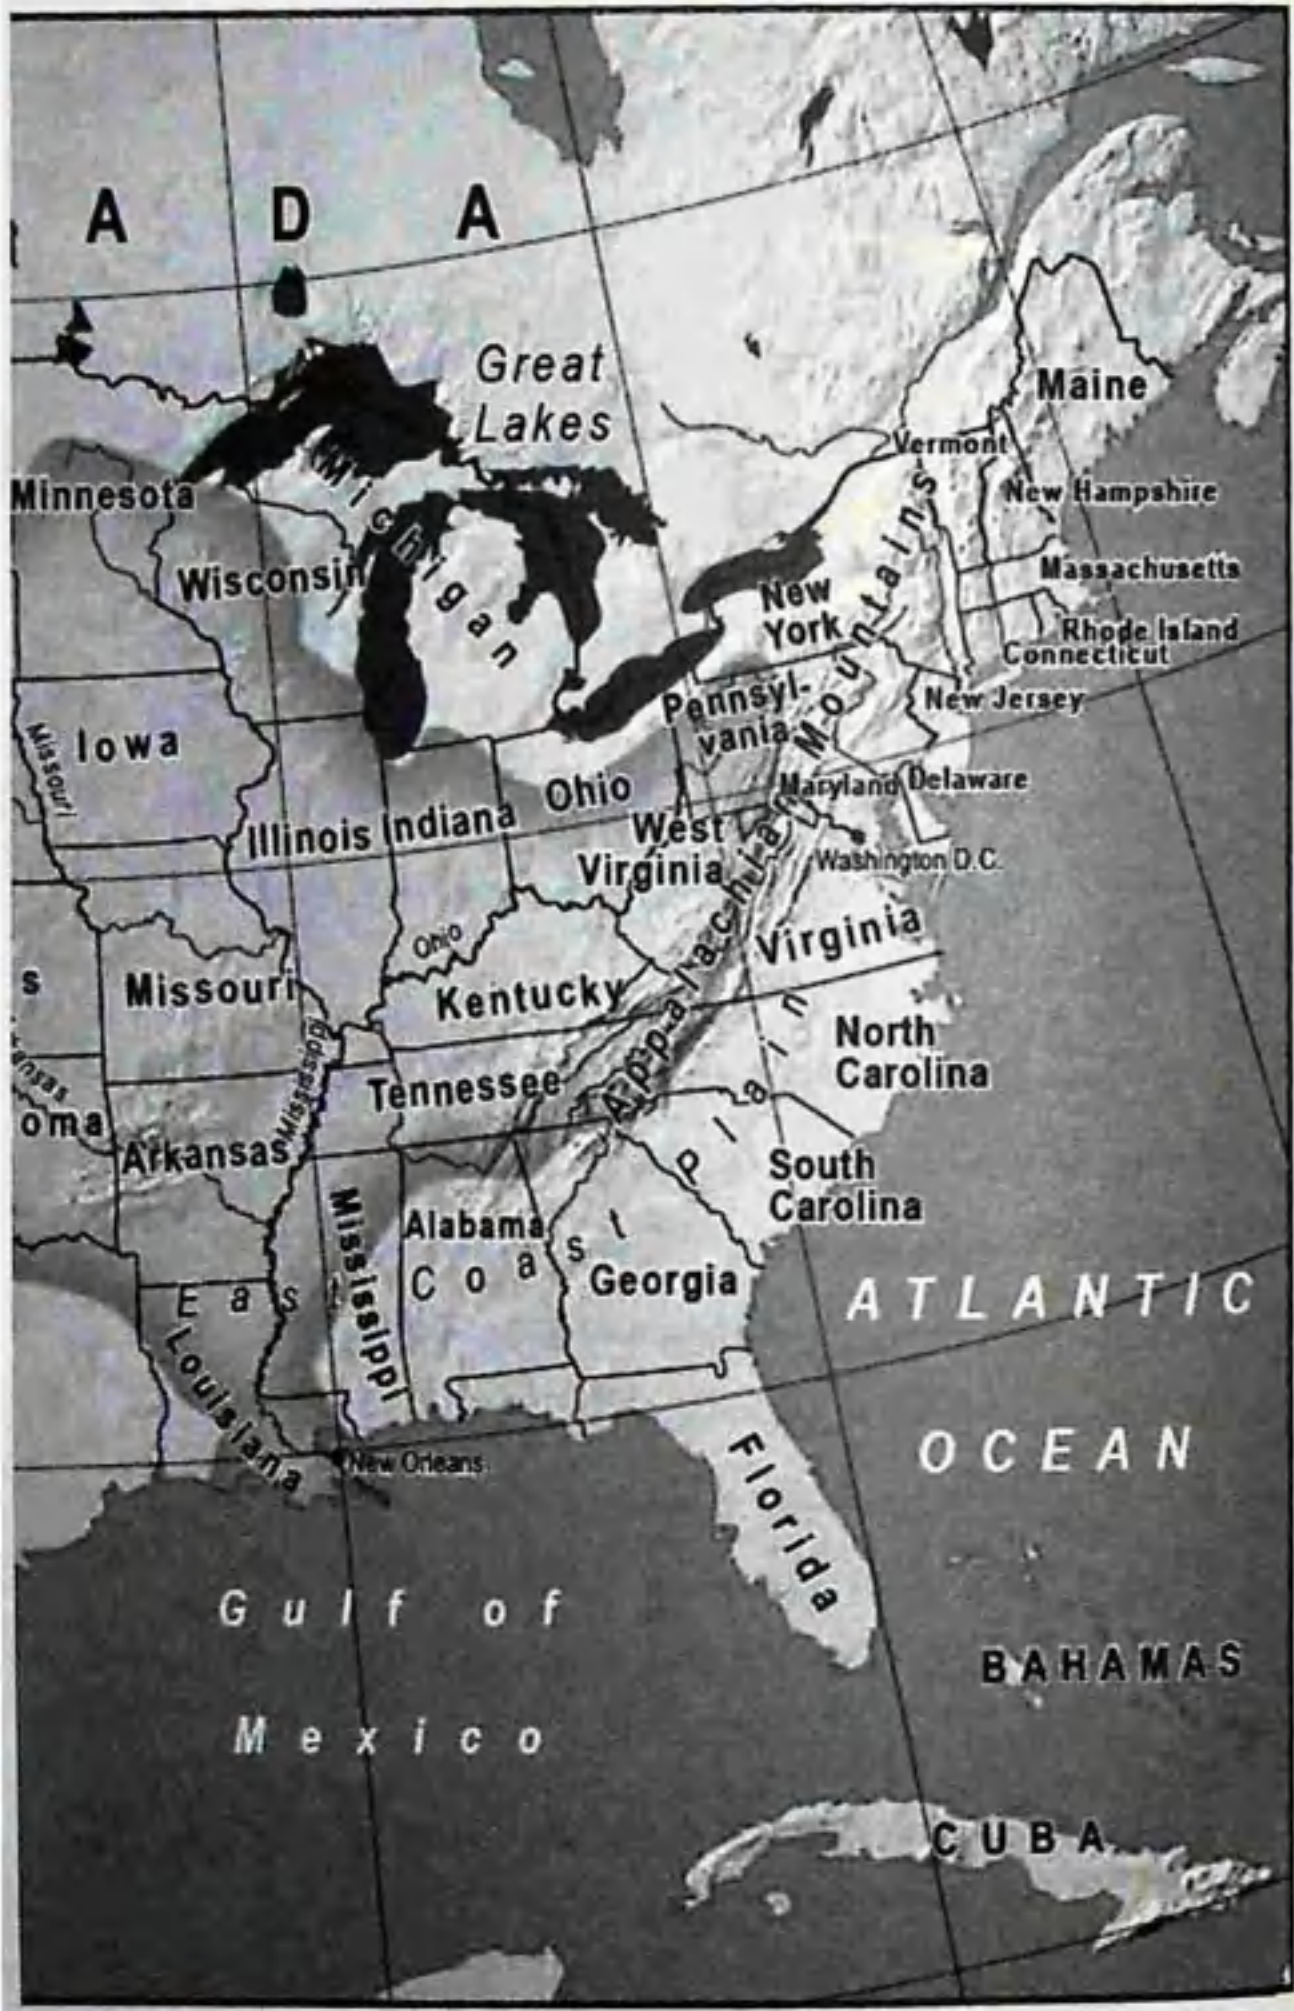 A D A
Great
Lakes
Maine
Vermont
Minnesota
Michigan
New Hampshire
Wisconsin
Massachusetts
New
York
Rhode Island
Connecticut
Pennsyl-
vania
New Jersey
Missouri
Iowa
Ohio
Maryland
Delaware
Illinois
Indiana
West
Virginia
Washington D.C.
Appalachian Mountains
Virginia
Ohio
s
Missouri
Kentucky
Mississippi
North
Carolina
ansas
oma
Tennessee
Arkansas
South
Carolina
Mississippi
Alabama
Georgia
East Coast Plain
Louisiana
ATLANTIC
OCEAN
New Orleans
Florida
Gulf of
Mexico
BAHAMAS
CUBA